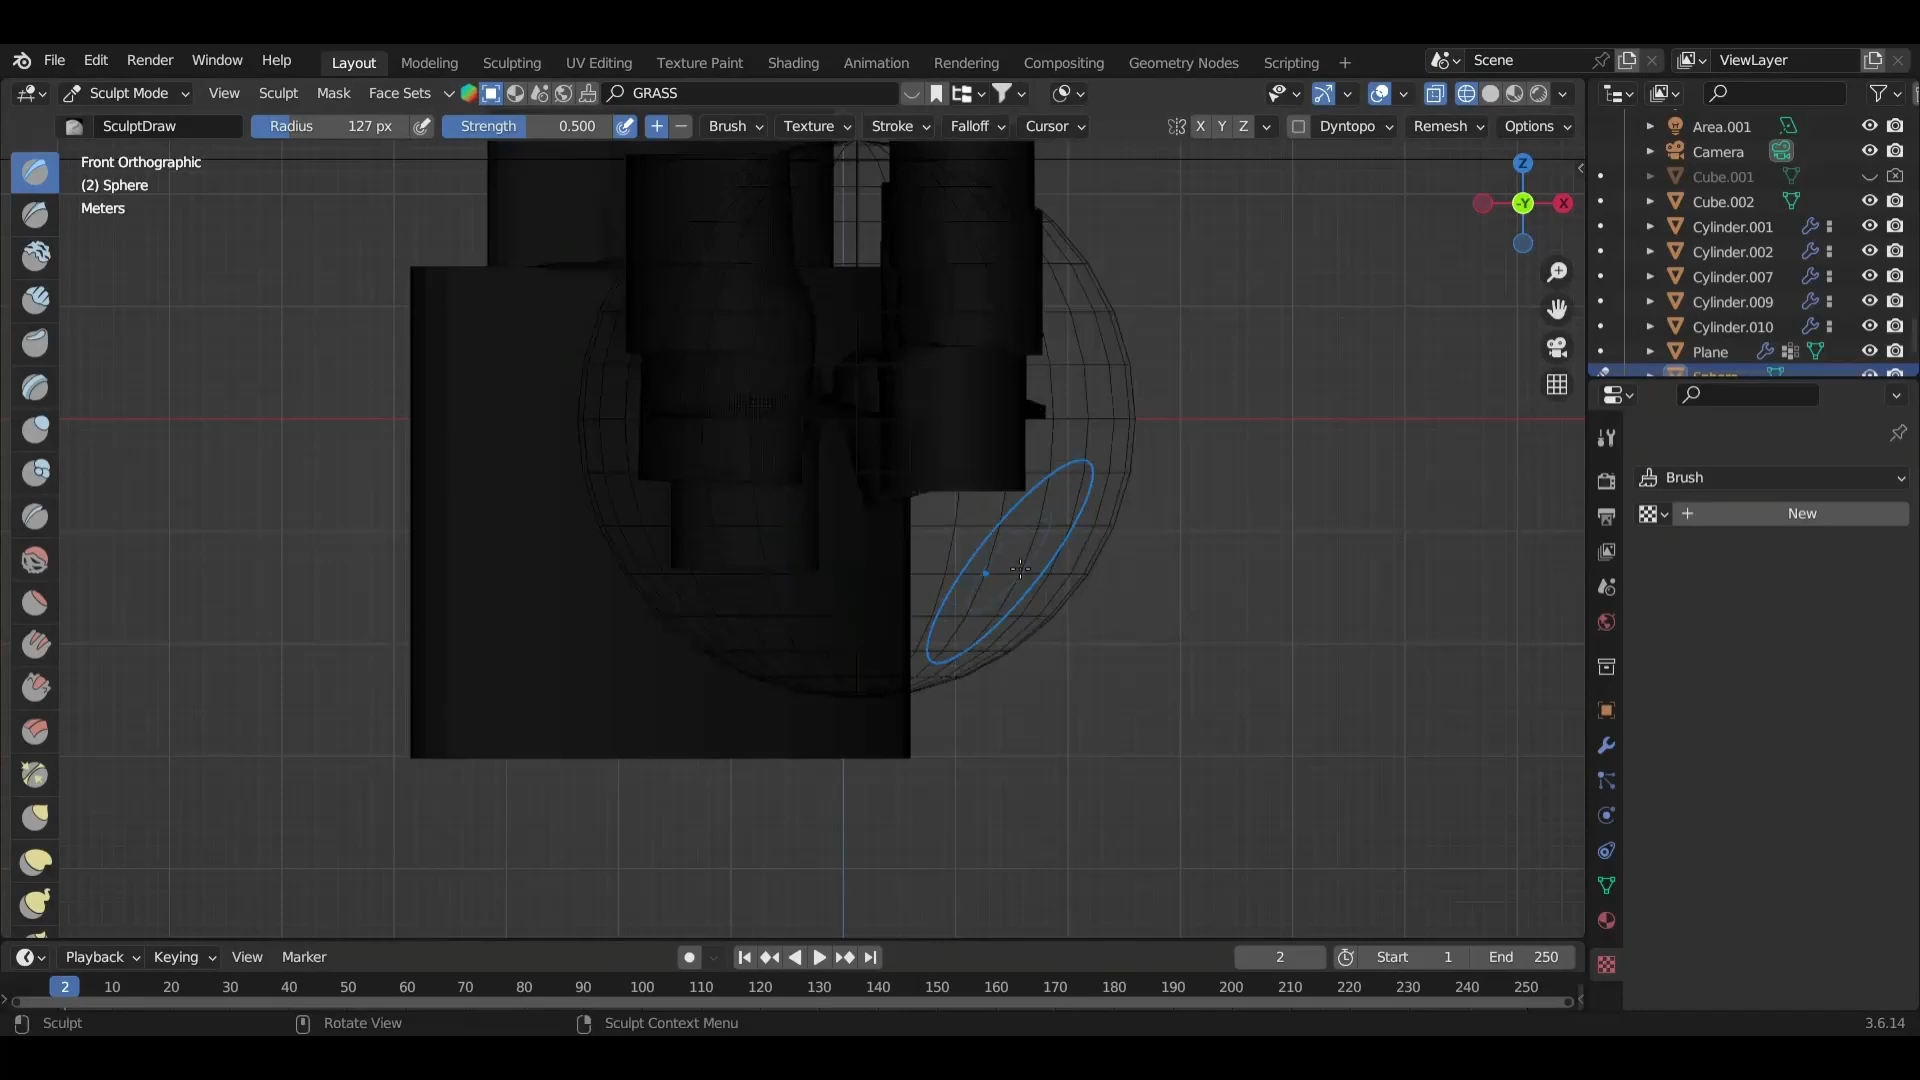 File Edit Render Window Help Layout Modeling Sculpting UV Editing Texture Paint Shading Animation Rendering Compositing Geometry Nodes Scripting + Scene ViewLayer
Sculpt Mode View Sculpt Mask Face Sets GRASS
SculptDraw Radius 127 px Strength 0.500 Brush Texture Stroke Falloff Cursor X Y Z Dyntopo Remesh Options
Front Orthographic
(2) Sphere
Meters
Z
-Y
X
Area.001
Camera
Cube.001
Cube.002
Cylinder.001
Cylinder.002
Cylinder.007
Cylinder.009
Cylinder.010
Plane
Sphere
Brush
+ New
Playback Keying View Marker 2 Start 1 End 250
2 10 20 30 40 50 60 70 80 90 100 110 120 130 140 150 160 170 180 190 200 210 220 230 240 250
Sculpt Rotate View Sculpt Context Menu 3.6.14